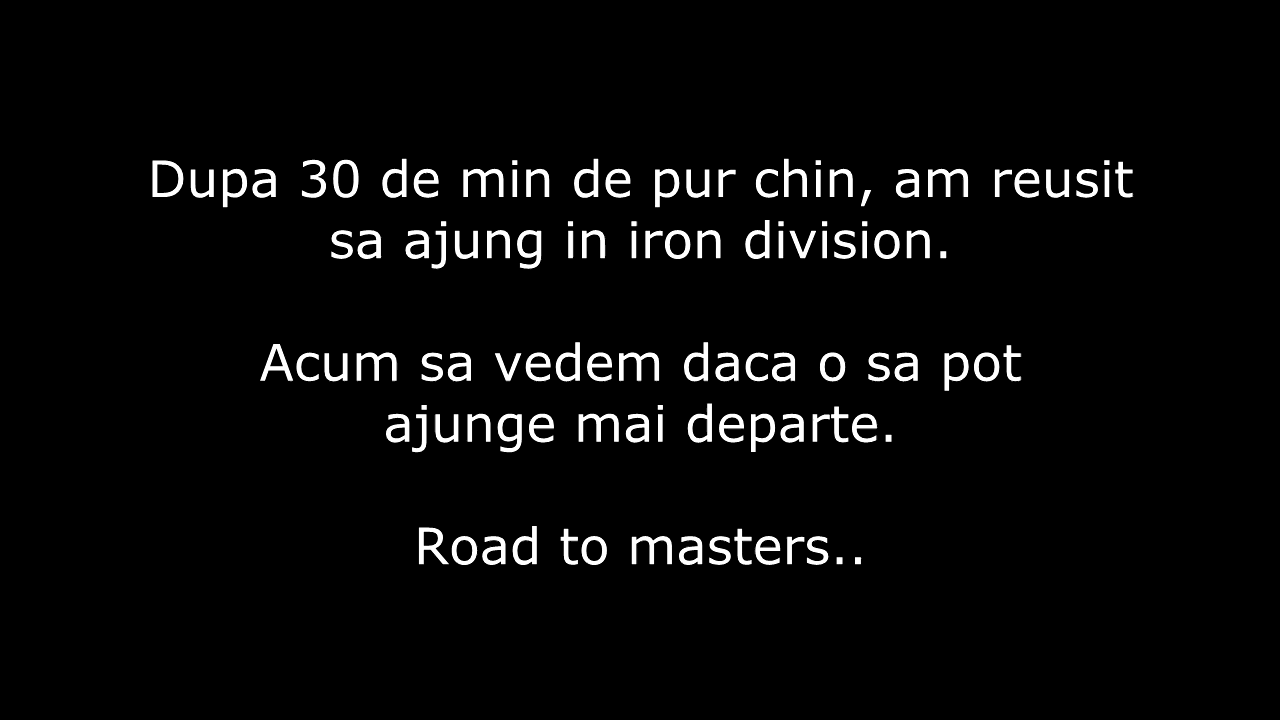 Dupa 30 de min de pur chin, am reusit
sa ajung in iron division.
Acum sa vedem daca o sa pot
ajunge mai departe.
Road to masters..